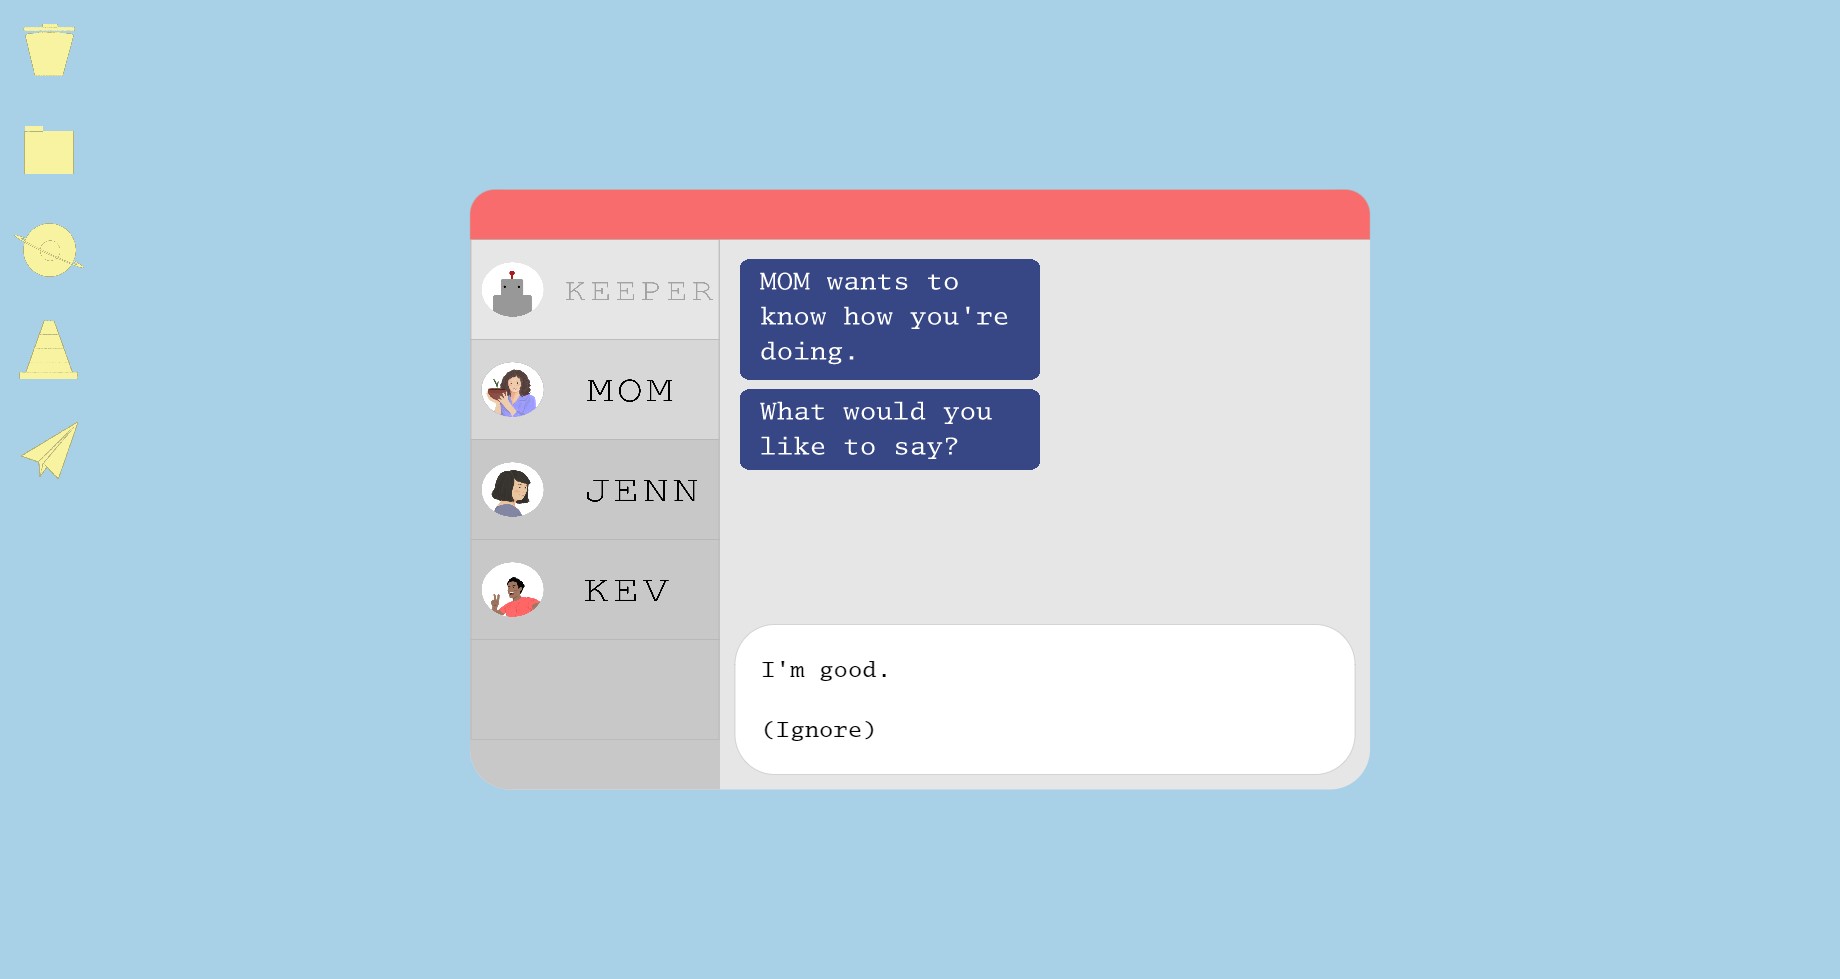 KEEPER
MOM
JENN
KEV
MOM wants to
know how you're
doing.
What would you
like to say?
I'm good.
(Ignore)